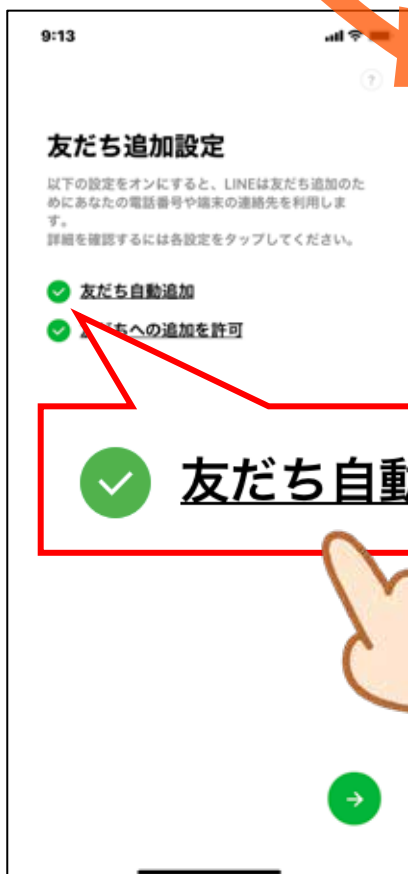 9:13
?
友だち追加設定
以下の設定をオンにすると、LINEは友だち追加のた
めにあなたの電話番号や端末の連絡先を利用しま
す。
詳細を確認するには各設定をタップしてください。
友だち自動追加
だちへの追加を許可
友だち自動